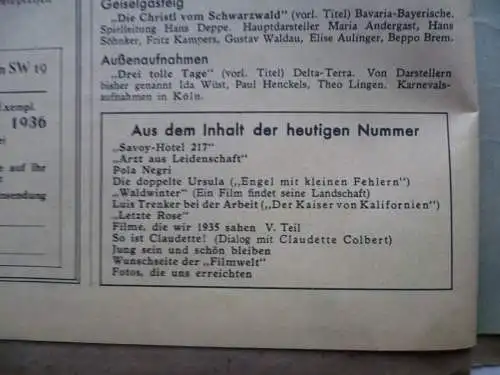 Geiselgasteig
„Die Christl vom Schwarzwald" (vorl. Titel) Bavaria-Bayerische.
Spielleitung Hans Deppe. Hauptdarsteller Maria Andergast, Hans
Söhnker, Fritz Kampers, Gustav Waldau, Elise Aulinger, Beppo Brem.
Außenaufnahmen
„Drei tolle Tage" (vorl. Titel) Delta-Terra. Von Darstellern
bisher genannt Ida Wüst, Paul Henckels, Theo Lingen. Karnevals-
aufnahmen in Köln.
SW 19
1936
auf Ihr
Aus dem Inhalt der heutigen Nummer
„Savoy-Hotel 217"
„Arzt aus Leidenschaft"
Pola Negri
Die doppelte Ursula („Engel mit kleinen Fehlern")
„Waldwinter" (Ein Film findet seine Landschaft)
Luis Trenker bei der Arbeit („Der Kaiser von Kalifornien")
„Letzte Rose"
Filme, die wir 1935 sahen V. Teil
So ist Claudette! (Dialog mit Claudette Colbert)
Jung sein und schön bleiben
Wunschseite der „Filmwelt"
Fotos, die uns erreichten